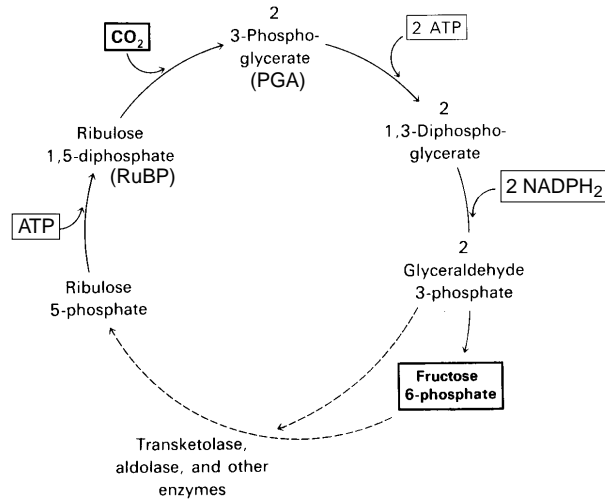 CO2
2
3-Phospho-
glycerate
(PGA)
2 ATP
2
1,3-Diphospho-
glycerate
2 NADPH2
2
Glyceraldehyde
3-phosphate
Fructose
6-phosphate
Transketolase,
aldolase, and other
enzymes
Ribulose
5-phosphate
ATP
Ribulose
1,5-diphosphate
(RuBP)